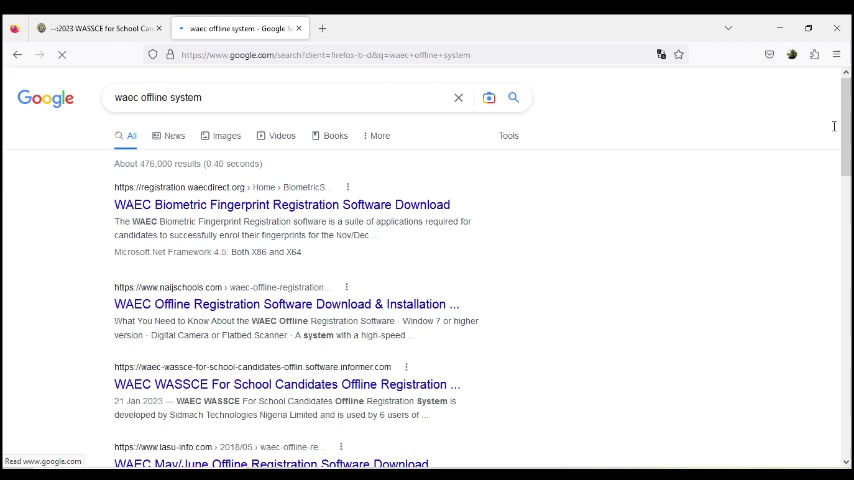 --:2023 WASSCE for School Can
waec offline system - Google Se
https://www.google.com/search?client=firefox-b-d&q=waec+offline+system
Google
waec offline system
All
News
Images
Videos
Books
More
Tools
About 476,000 results (0.40 seconds)
https://registration.waecdirect.org › Home › BiometricS...
WAEC Biometric Fingerprint Registration Software Download
The WAEC Biometric Fingerprint Registration software is a suite of applications required for
candidates to successfully enrol their fingerprints for the Nov/Dec ...
Microsoft.Net Framework 4.5: Both X86 and X64
https://www.naijschools.com › waec-offline-registration...
WAEC Offline Registration Software Download & Installation ...
What You Need to Know About the WAEC Offline Registration Software · Window 7 or higher
version · Digital Camera or Flatbed Scanner · A system with a high-speed ...
https://waec-wassce-for-school-candidates-offlin.software.informer.com
WAEC WASSCE For School Candidates Offline Registration ...
21 Jan 2023 — WAEC WASSCE For School Candidates Offline Registration System is
developed by Sidmach Technologies Nigeria Limited and is used by 6 users of ...
https://www.lasu-info.com › 2018/05 › waec-offline-re...
WAEC May/June Offline Registration Software Download
Read www.google.com